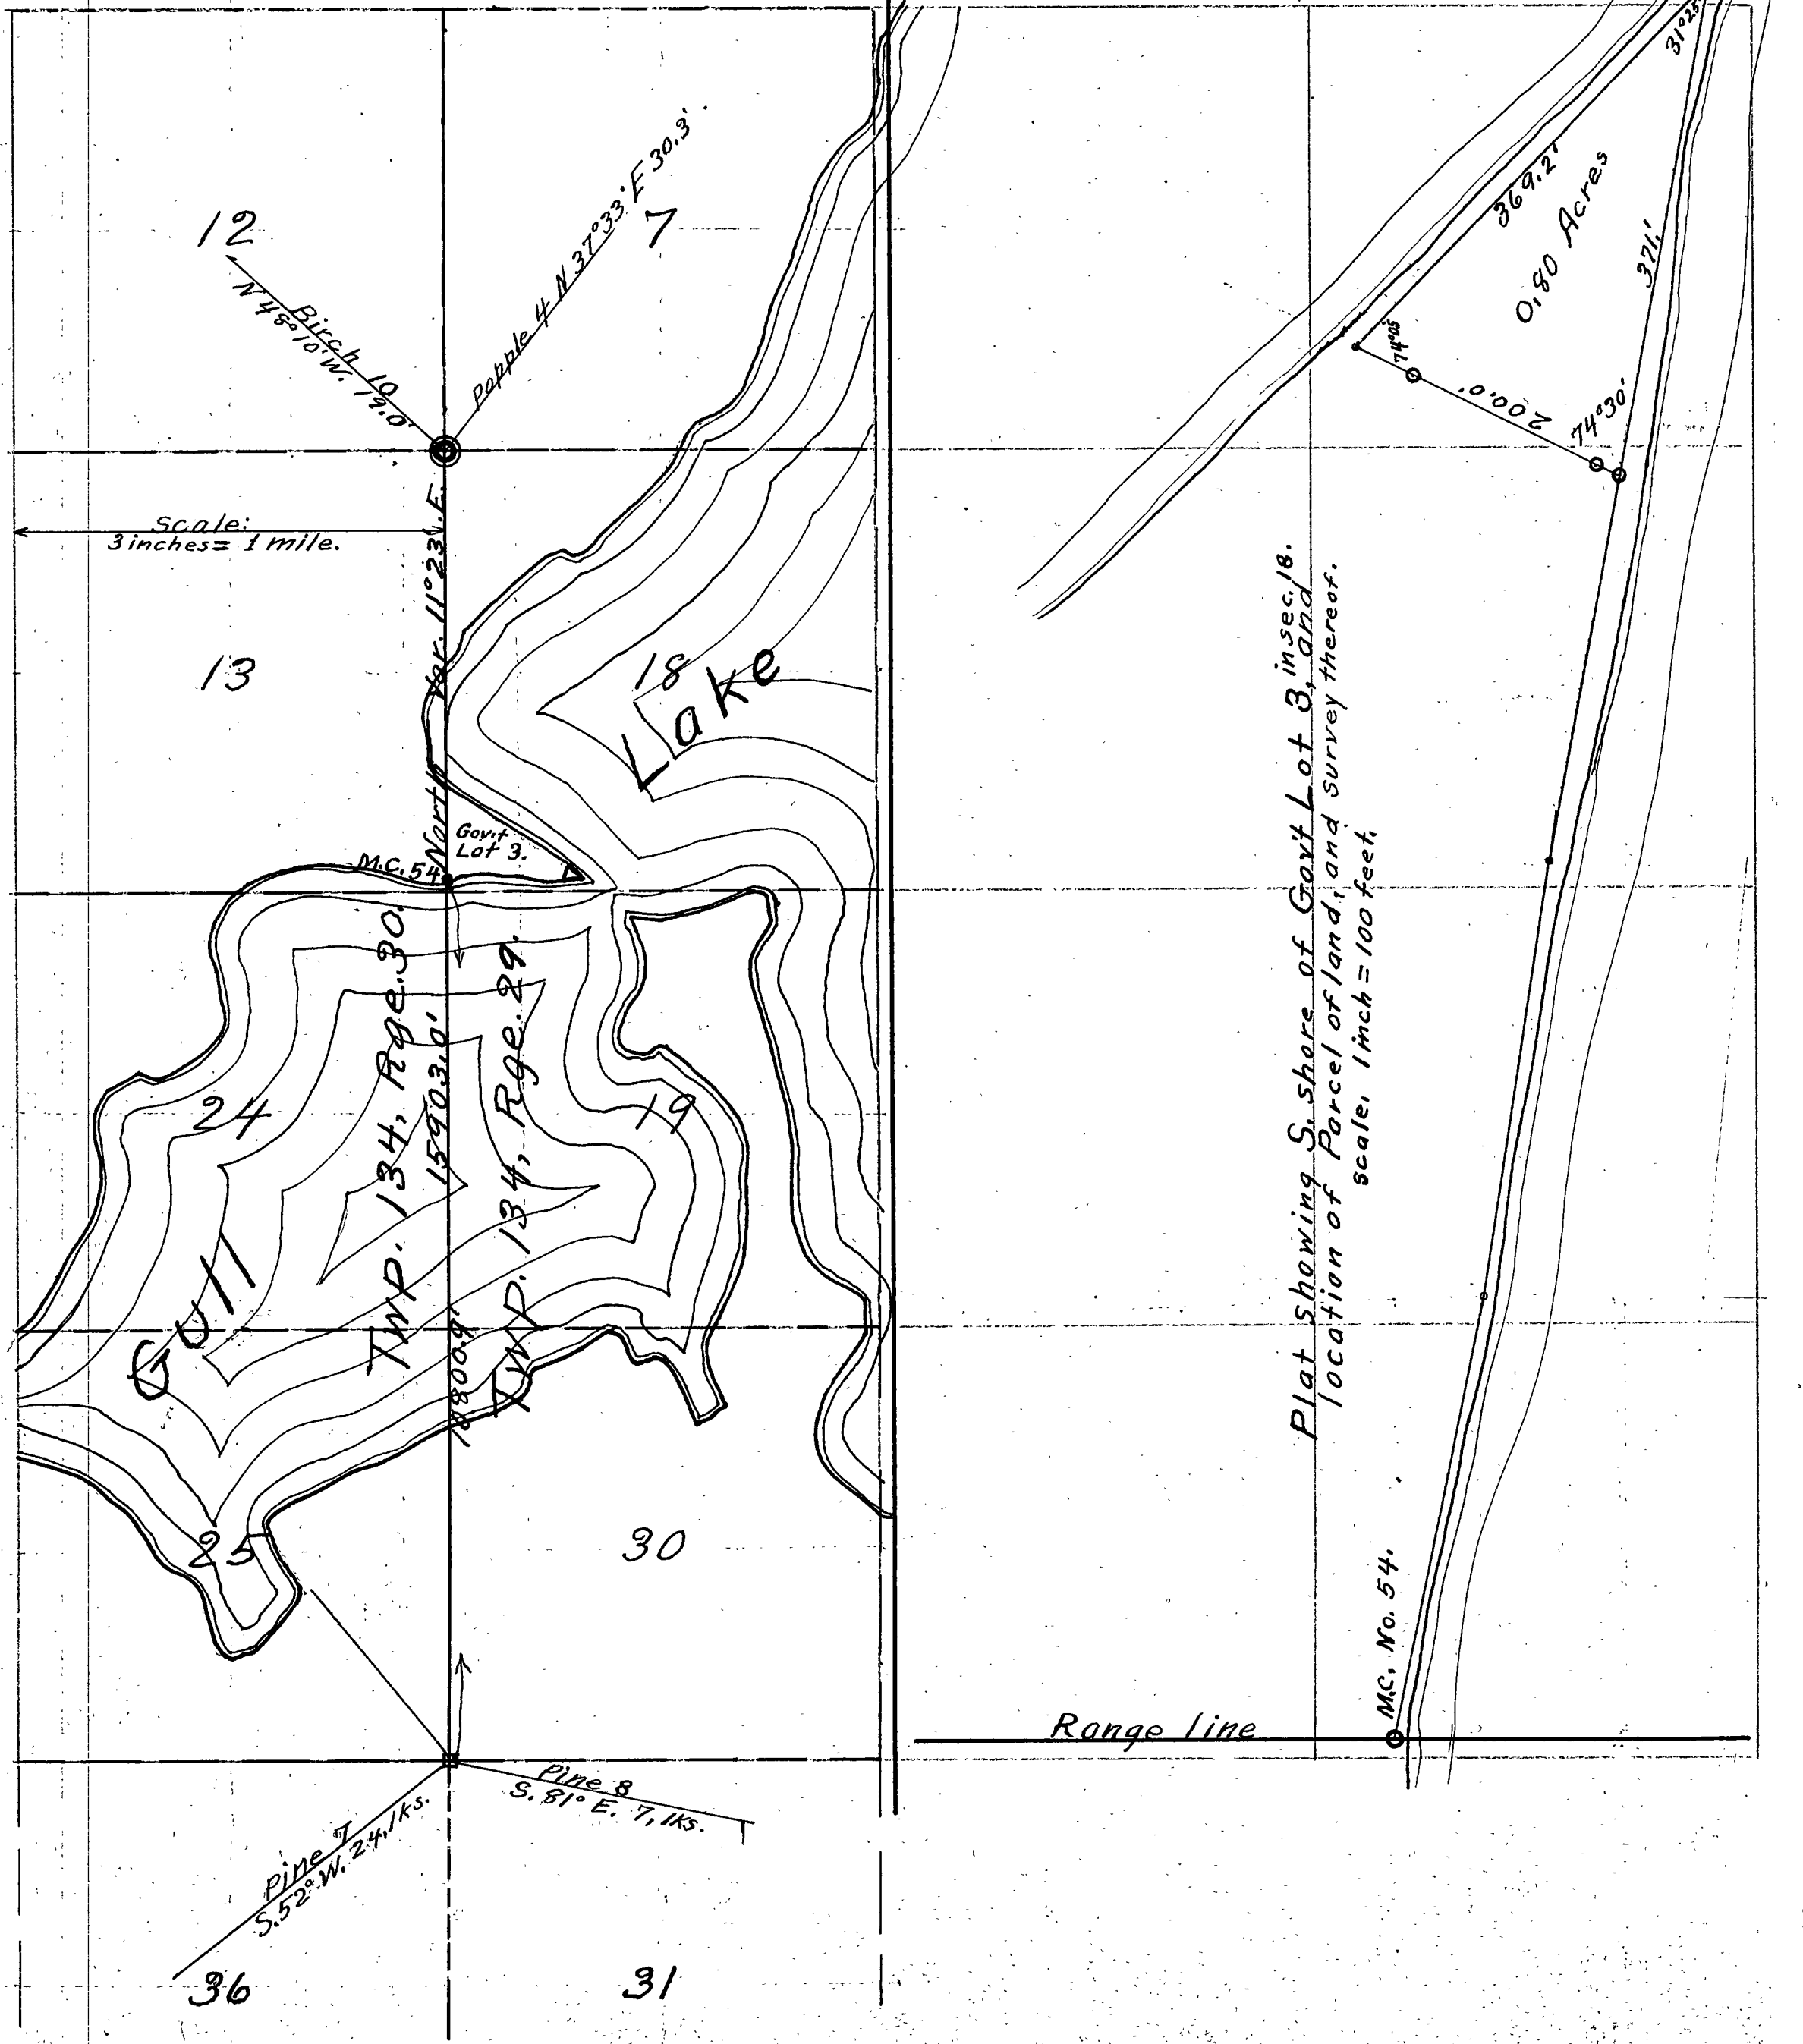 12
7
Birch 10
N 48°10' W. 19.0'
Popple 4 N 37°33' E 30.3'.
Scale:
3 inches = 1 mile.
13
North Var. 11°23' E.
18
Lake
Gov't
Lot 3.
M.C. 54
TWP. 134, Rge. 30.
15903.0'
TWP. 134, Rge. 29.
24
19
Gull
25
30
Pine 8
S. 81° E. 7, lks.
Pine 7
S. 52° W. 24, lks.
36
31
31°25'
369.2'
0.80 Acres
371.'
74°05'
200.0'
74°30'
Plat showing S. shore of Gov't Lot 3, in sec. 18. and
location of Parcel of land, and survey thereof.
scale. 1 inch = 100 feet.
M.C. No. 54.
Range line